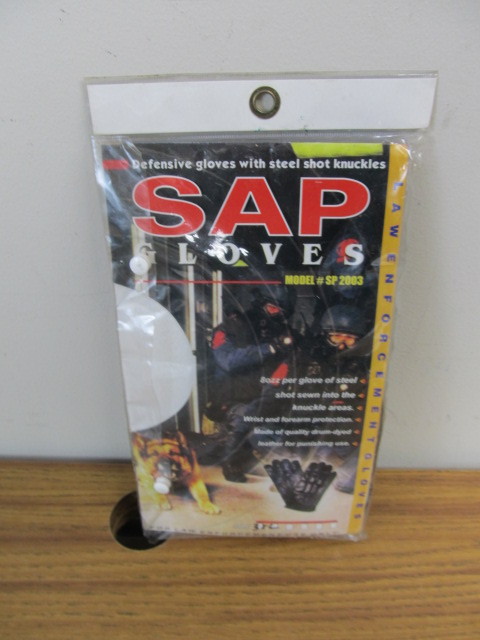 Defensive gloves with steel shot knuckles
SAP
GLOVES
MODEL # SP 2003
8ozz per glove of steel
shot sewn into the
knuckle areas.
Wrist and forearm protection.
Made of quality drum-dyed
leather for punishing use.
LAW ENFORCEMENT GLOVES